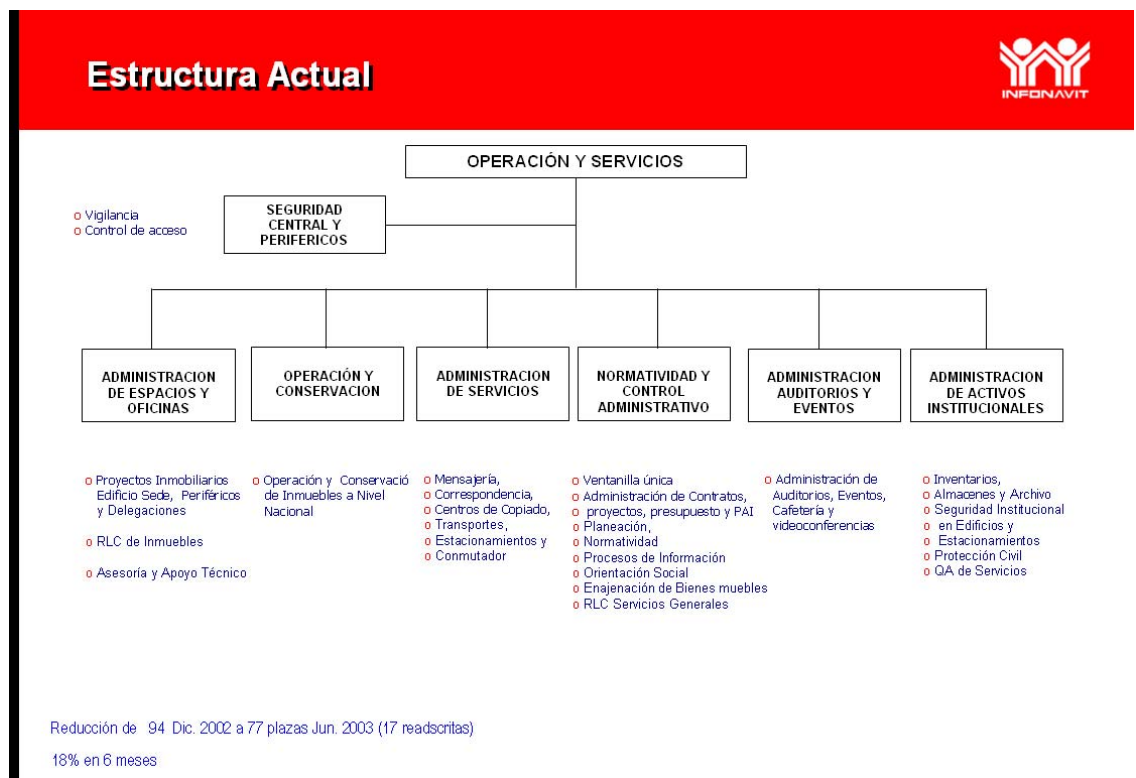 Estructura Actual
INFONAVIT
OPERACIÓN Y SERVICIOS
o Vigilancia
o Control de acceso
SEGURIDAD
CENTRAL Y
PERIFERICOS
ADMINISTRACION
DE ESPACIOS Y
OFICINAS
OPERACIÓN Y
CONSERVACION
ADMINISTRACION
DE SERVICIOS
NORMATIVIDAD Y
CONTROL
ADMINISTRATIVO
ADMINISTRACION
AUDITORIOS Y
EVENTOS
ADMINISTRACION
DE ACTIVOS
INSTITUCIONALES
o Proyectos Inmobiliarios
Edificio Sede, Periféricos
y Delegaciones
o RLC de Inmuebles
o Asesoría y Apoyo Técnico
o Operación y Conservació
de Inmuebles a Nivel
Nacional
o Mensajería,
o Correspondencia,
o Centros de Copiado,
o Transportes,
o Estacionamientos y
o Conmutador
o Ventanilla única
o Administración de Contratos,
o proyectos, presupuesto y PAI
o Planeación,
o Normatividad
o Procesos de Información
o Orientación Social
o Enajenación de Bienes muebles
o RLC Servicios Generales
o Administración de
Auditorios, Eventos,
Cafetería y
videoconferencias
o Inventarios,
o Almacenes y Archivo
o Seguridad Institucional
o en Edificios y
o Estacionamientos
o Protección Civil
o QA de Servicios
Reducción de 94 Dic. 2002 a 77 plazas Jun. 2003 (17 readscritas)
18% en 6 meses